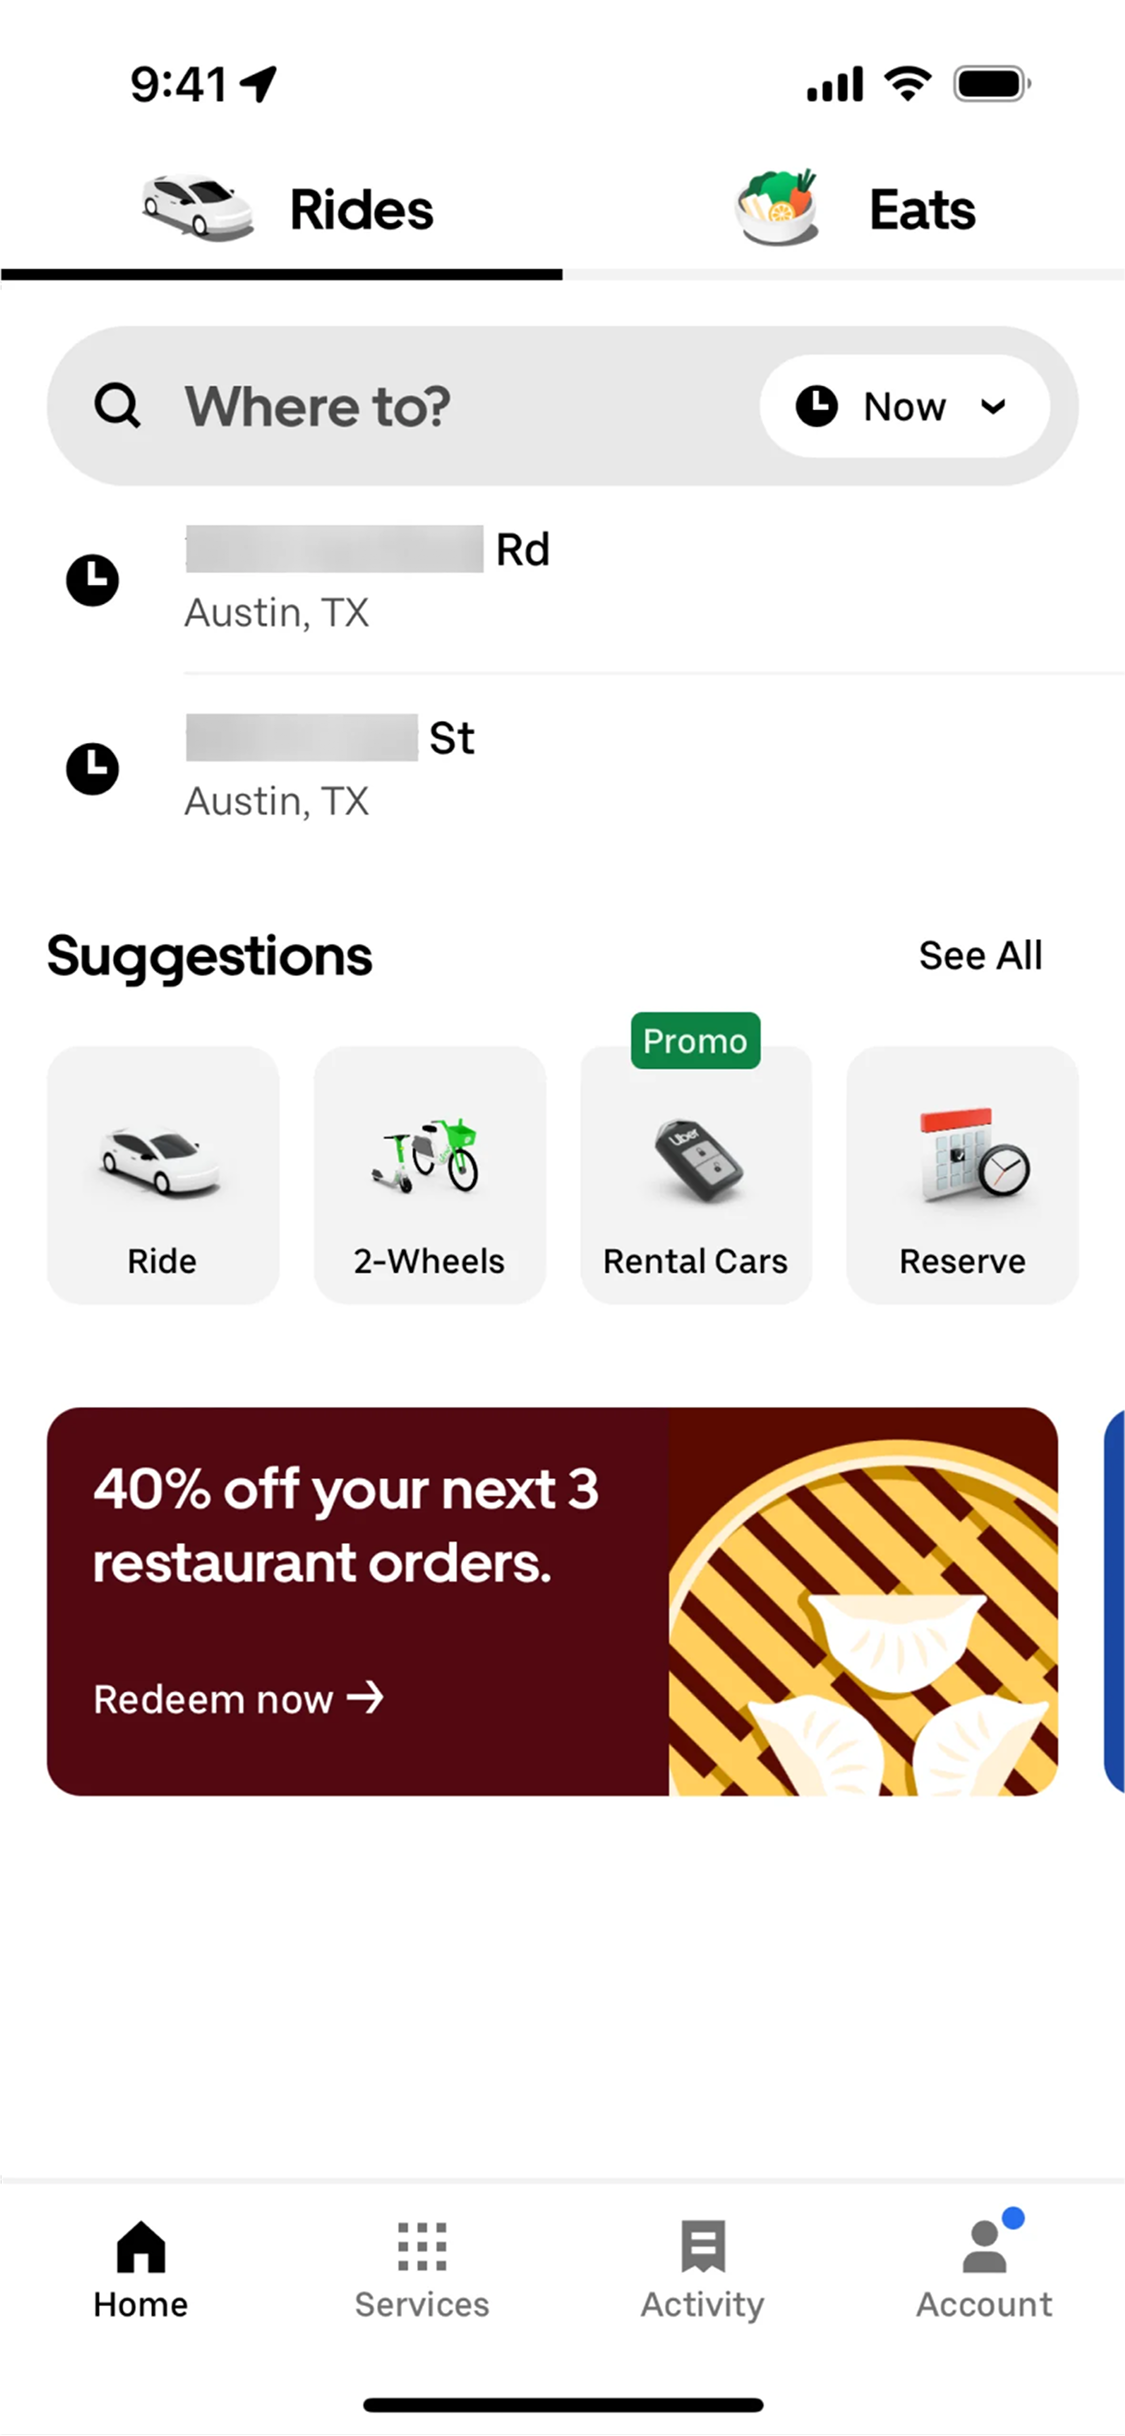 9:41
Rides
Eats
Where to?
Now
Rd
Austin, TX
St
Austin, TX
Suggestions
See All
Promo
Uber
Ride
2-Wheels
Rental Cars
Reserve
40% off your next 3
restaurant orders.
Redeem now →
Home
Services
Activity
Account